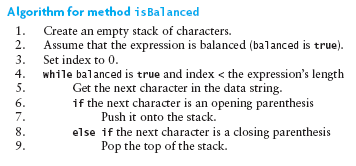 Algorithm for method isBalanced
1. Create an empty stack of characters.
2. Assume that the expression is balanced (balanced is true).
3. Set index to 0.
4. while balanced is true and index < the expression's length
5. Get the next character in the data string.
6. if the next character is an opening parenthesis
7. Push it onto the stack.
8. else if the next character is a closing parenthesis
9. Pop the top of the stack.